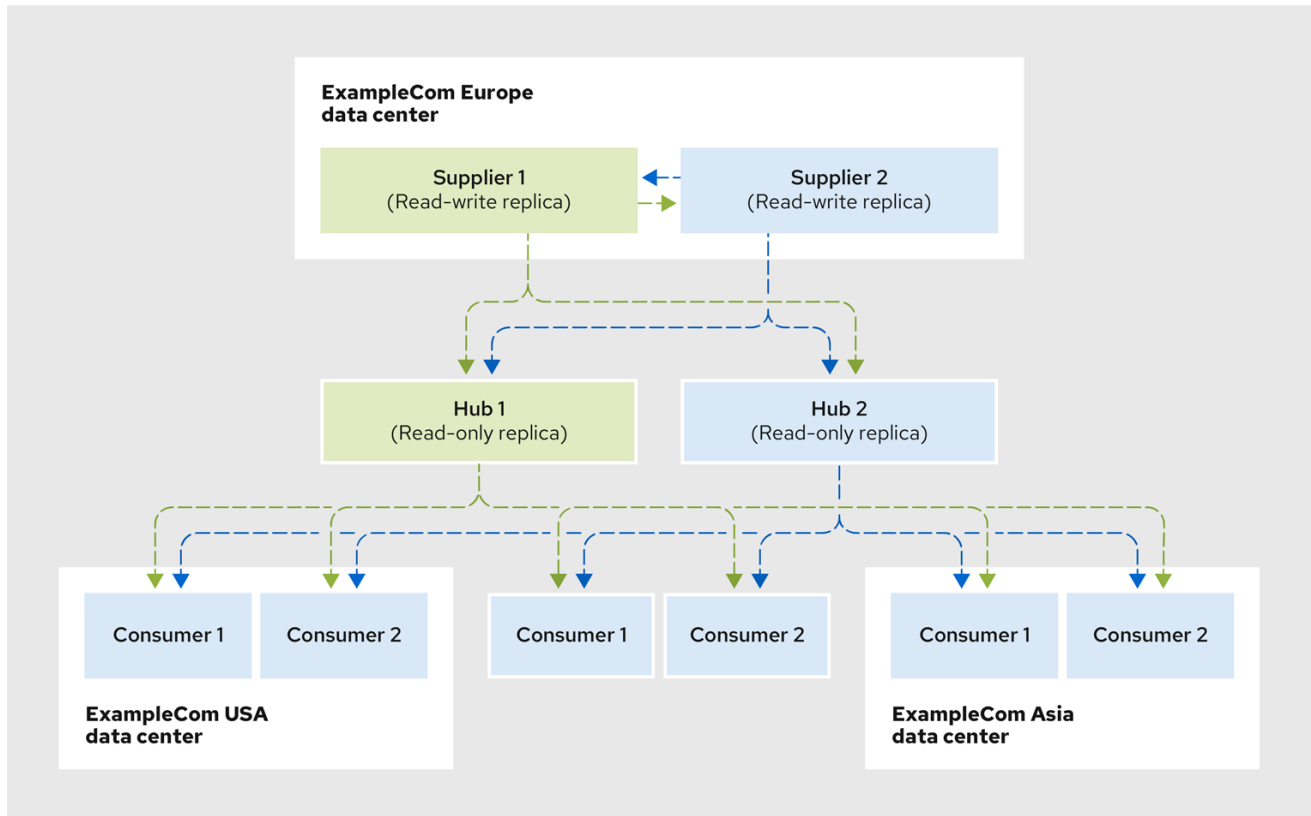 ExampleCom Europe
data center
Supplier 1
(Read-write replica)
Supplier 2
(Read-write replica)
Hub 1
(Read-only replica)
Hub 2
(Read-only replica)
Consumer 1
Consumer 2
Consumer 1
Consumer 2
Consumer 1
Consumer 2
ExampleCom USA
data center
ExampleCom Asia
data center